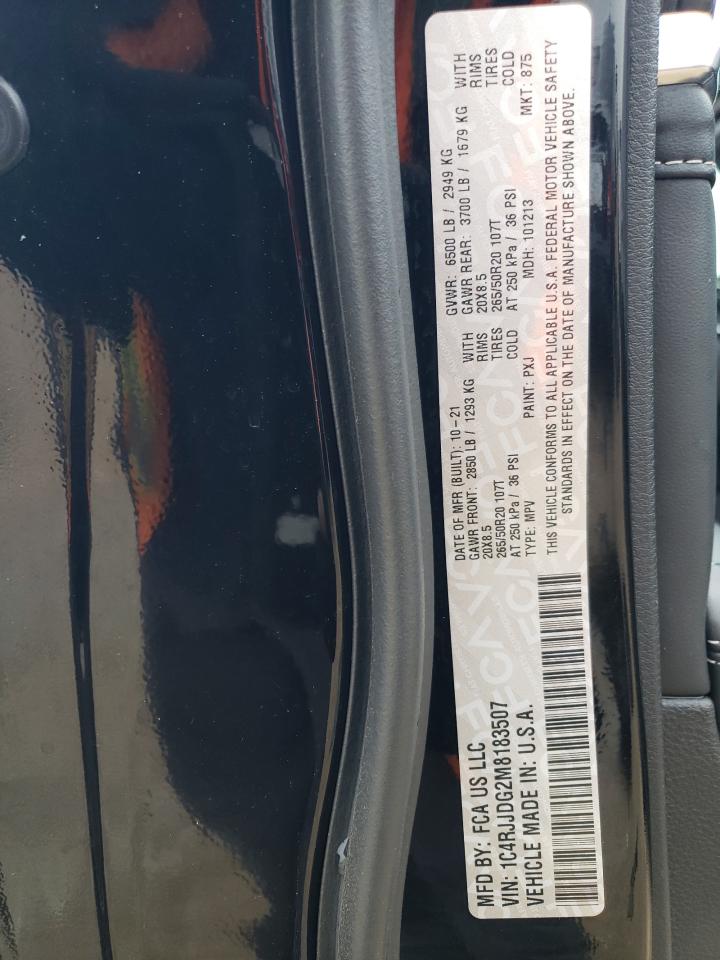 MFD BY: FCA US LLC
VIN: 1C4RJJDG2M8183507
VEHICLE MADE IN: U.S.A.
DATE OF MFR (BUILT): 10-21
GAWR FRONT: 2850 LB / 1293 KG WITH
20X8.5 RIMS
265/50R20 107T TIRES
AT 250 kPa / 36 PSI COLD
TYPE: MPV PAINT: PXJ
GVWR: 6500 LB / 2949 KG
GAWR REAR: 3700 LB / 1679 KG WITH
20X8.5 RIMS
265/50R20 107T TIRES
AT 250 kPa / 36 PSI COLD
MDH: 101213 MKT: 875
THIS VEHICLE CONFORMS TO ALL APPLICABLE U.S.A. FEDERAL MOTOR VEHICLE SAFETY
STANDARDS IN EFFECT ON THE DATE OF MANUFACTURE SHOWN ABOVE.